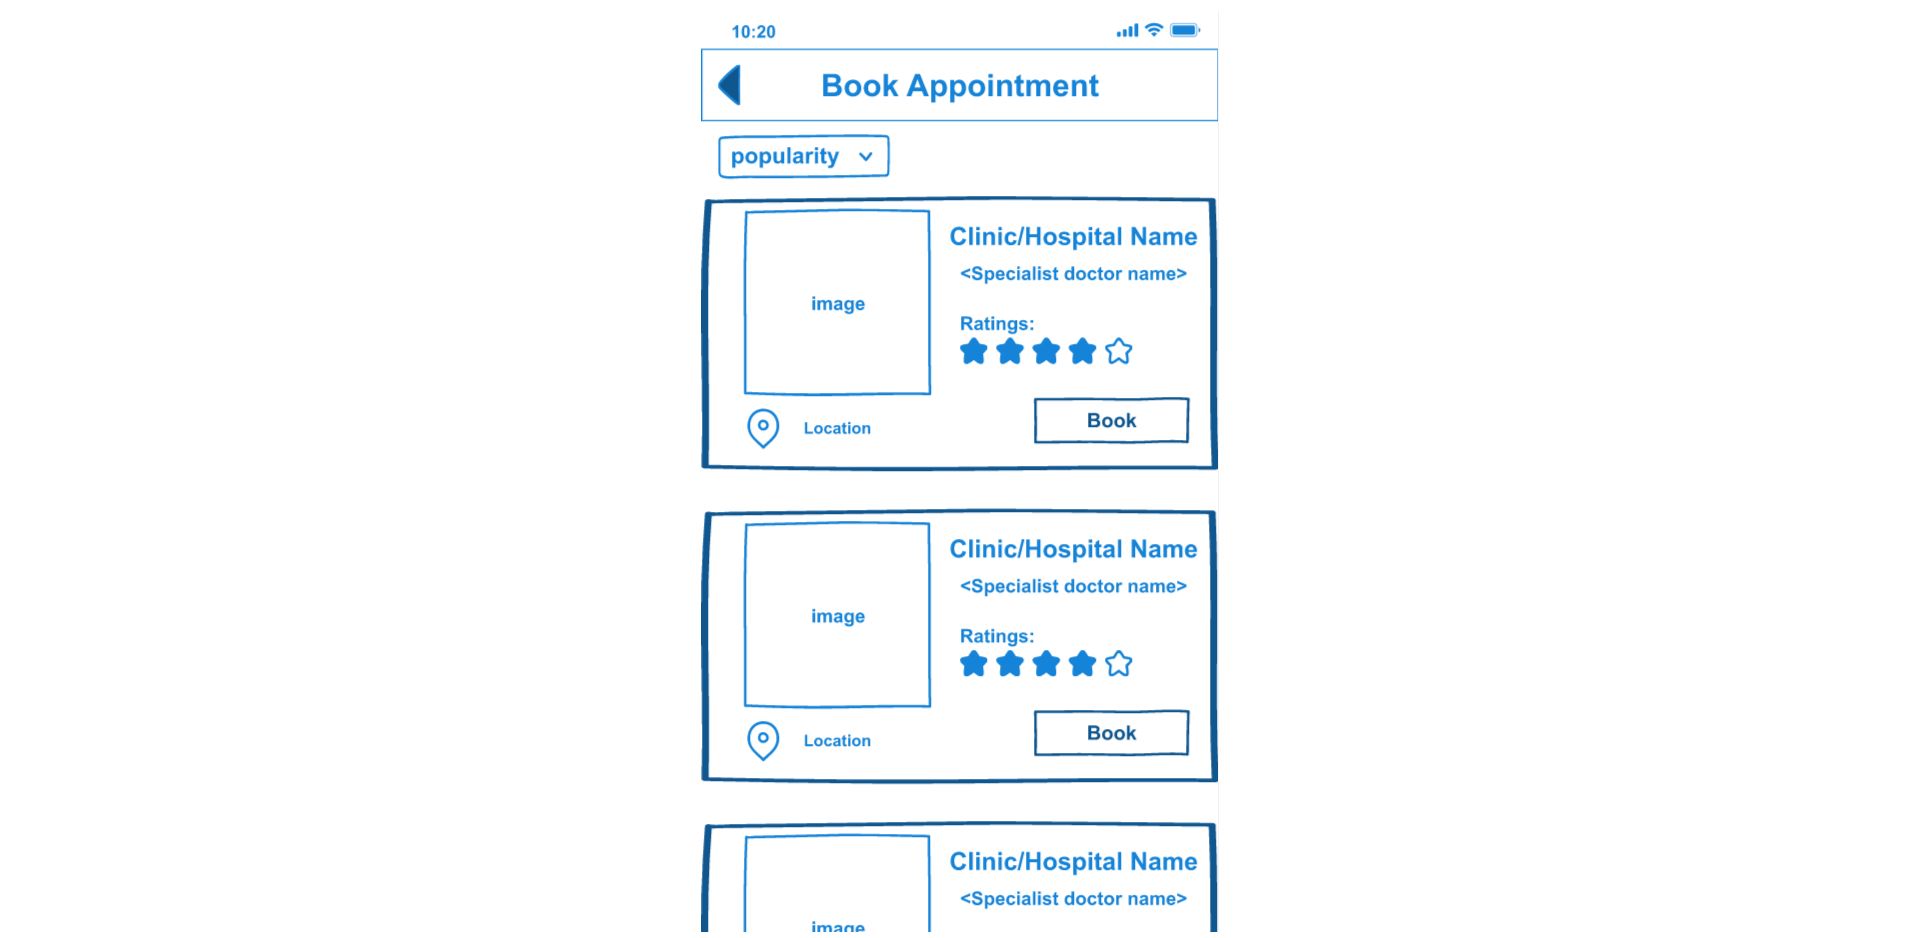 10:20
Book Appointment
popularity
Clinic/Hospital Name
<Specialist doctor name>
image
Ratings:
Location
Book
Clinic/Hospital Name
<Specialist doctor name>
image
Ratings:
Location
Book
Clinic/Hospital Name
<Specialist doctor name>
image